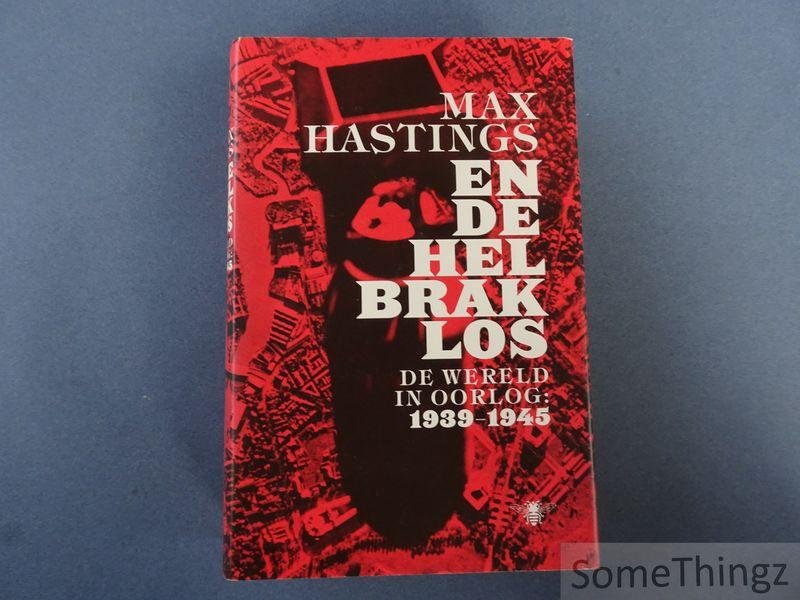 MAX
HASTINGS
EN
DE
HEL
BRAK
LOS
DE WERELD
IN OORLOG:
1939-1945
SomeThingz